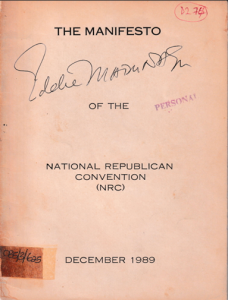 THE MANIFESTO
OF THE
PERSONAL
NATIONAL REPUBLICAN
CONVENTION
(NRC)
DECEMBER 1989